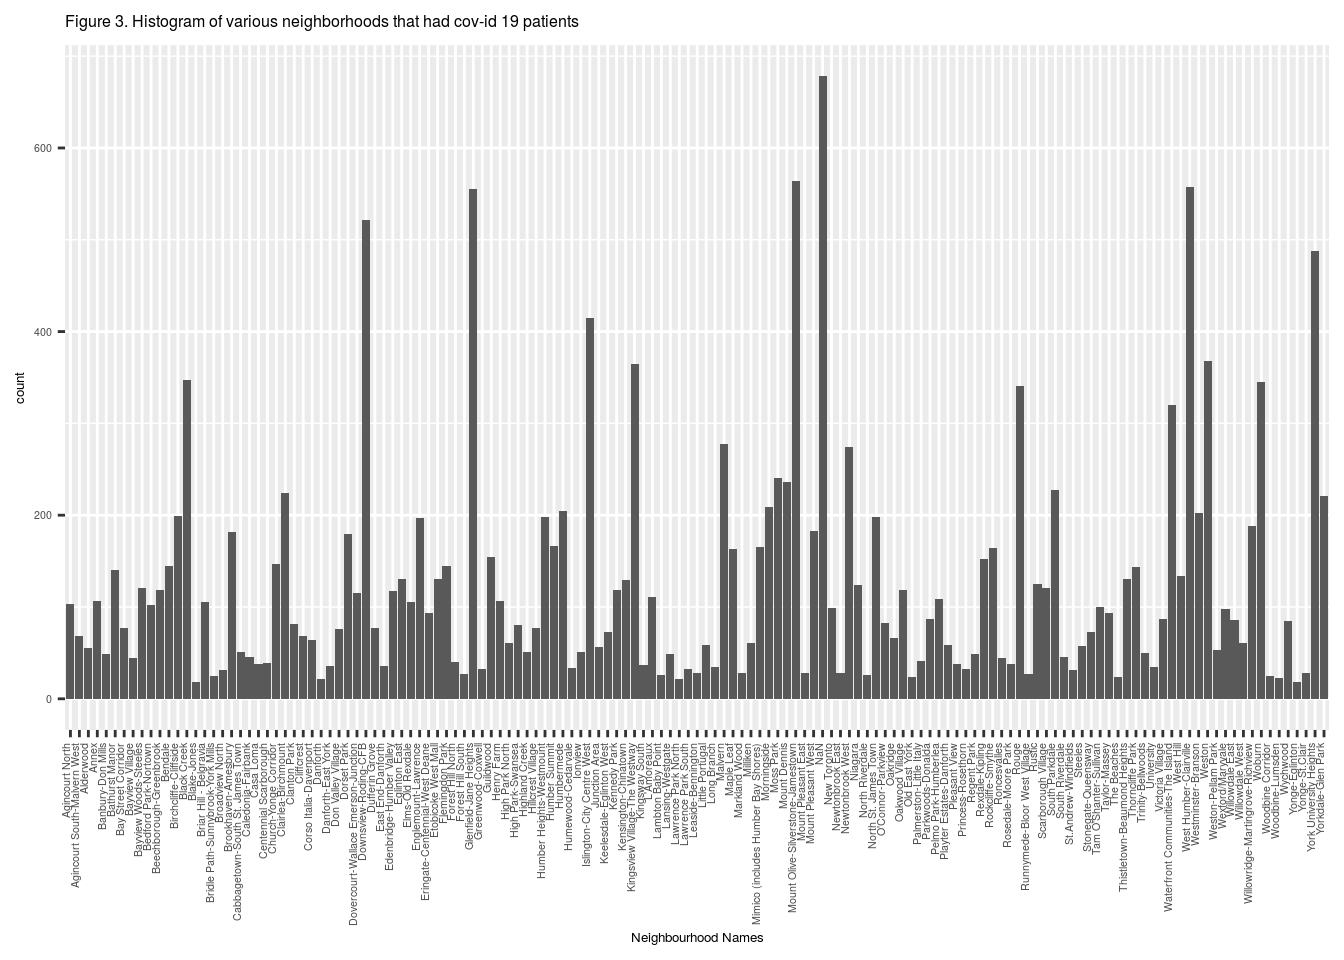 Figure 3. Histogram of various neighborhoods that had cov-id 19 patients
count
600
400
200
0
Agincourt North
Agincourt South-Malvern West
Alderwood
Annex
Banbury-Don Mills
Bathurst Manor
Bay Street Corridor
Bayview Village
Bayview Woods-Steeles
Bedford Park-Nortown
Beechborough-Greenbrook
Bendale
Birchcliffe-Cliffside
Black Creek
Blake-Jones
Briar Hill - Belgravia
Bridle Path-Sunnybrook-York Mills
Broadview North
Brookhaven-Amesbury
Cabbagetown-South St. James Town
Caledonia-Fairbank
Casa Loma
Centennial Scarborough
Church-Yonge Corridor
Clairlea-Birchmount
Clanton Park
Cliffcrest
Corso Italia-Davenport
Danforth
Danforth East York
Don Valley Village
Dorset Park
Dovercourt-Wallace Emerson-Junction
Downsview-Roding-CFB
Dufferin Grove
East End-Danforth
Edenbridge-Humber Valley
Eglinton East
Elms-Old Rexdale
Englemount-Lawrence
Eringate-Centennial-West Deane
Etobicoke West Mall
Flemingdon Park
Forest Hill North
Forest Hill South
Glenfield-Jane Heights
Greenwood-Coxwell
Guildwood
Henry Farm
High Park North
High Park-Swansea
Highland Creek
Hillcrest Village
Humber Heights-Westmount
Humber Summit
Humbermede
Humewood-Cedarvale
Ionview
Islington-City Centre West
Junction Area
Keelesdale-Eglinton West
Kennedy Park
Kensington-Chinatown
Kingsview Village-The Westway
Kingsway South
L'Amoreaux
Lambton Baby Point
Lansing-Westgate
Lawrence Park North
Lawrence Park South
Leaside-Bennington
Little Portugal
Long Branch
Malvern
Maple Leaf
Markland Wood
Milliken
Mimico (includes Humber Bay Shores)
Morningside
Moss Park
Mount Dennis
Mount Olive-Silverstone-Jamestown
Mount Pleasant East
Mount Pleasant West
NaN
New Toronto
Newtonbrook East
Newtonbrook West
Niagara
North Riverdale
North St. James Town
O'Connor-Parkview
Oakridge
Oakwood Village
Old East York
Palmerston-Little Italy
Parkwoods-Donalda
Pelmo Park-Humberlea
Playter Estates-Danforth
Pleasant View
Princess-Rosethorn
Regent Park
Rexdale-Kipling
Rockcliffe-Smythe
Roncesvalles
Rosedale-Moore Park
Rouge
Runnymede-Bloor West Village
Rustic
Scarborough Village
South Parkdale
South Riverdale
St.Andrew-Windfields
Steeles
Stonegate-Queensway
Tam O'Shanter-Sullivan
Taylor-Massey
The Beaches
Thistletown-Beaumond Heights
Thorncliffe Park
Trinity-Bellwoods
University
Victoria Village
Waterfront Communities-The Island
West Hill
West Humber-Clairville
Westminster-Branson
Weston
Weston-Pellam Park
Wexford/Maryvale
Willowdale East
Willowdale West
Willowridge-Martingrove-Richview
Woburn
Woodbine Corridor
Woodbine-Lumsden
Wychwood
Yonge-Eglinton
Yonge-St.Clair
York University Heights
Yorkdale-Glen Park
Neighbourhood Names